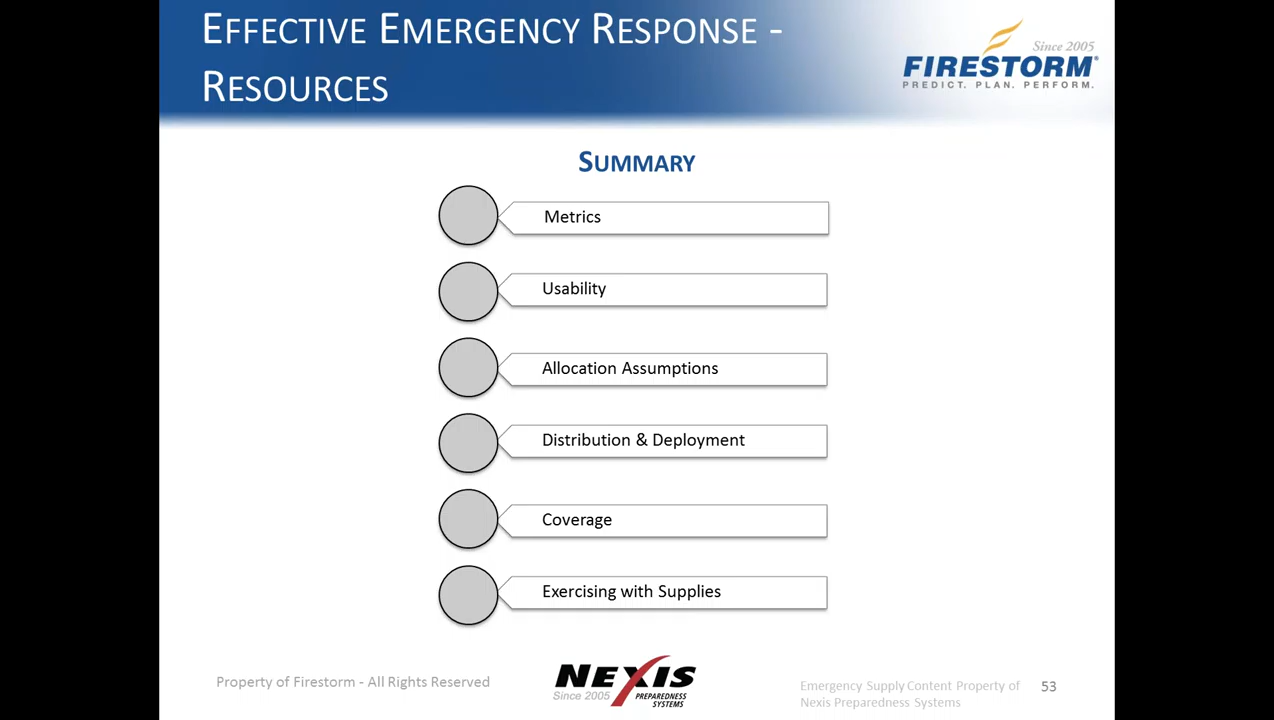 EFFECTIVE EMERGENCY RESPONSE -
RESOURCES
Since 2005
FIRESTORM®
PREDICT. PLAN. PERFORM.
SUMMARY
Metrics
Usability
Allocation Assumptions
Distribution & Deployment
Coverage
Exercising with Supplies
Property of Firestorm - All Rights Reserved
NEXIS
Since 2005
PREPAREDNESS
SYSTEMS
Emergency Supply Content Property of
Nexis Preparedness Systems
53